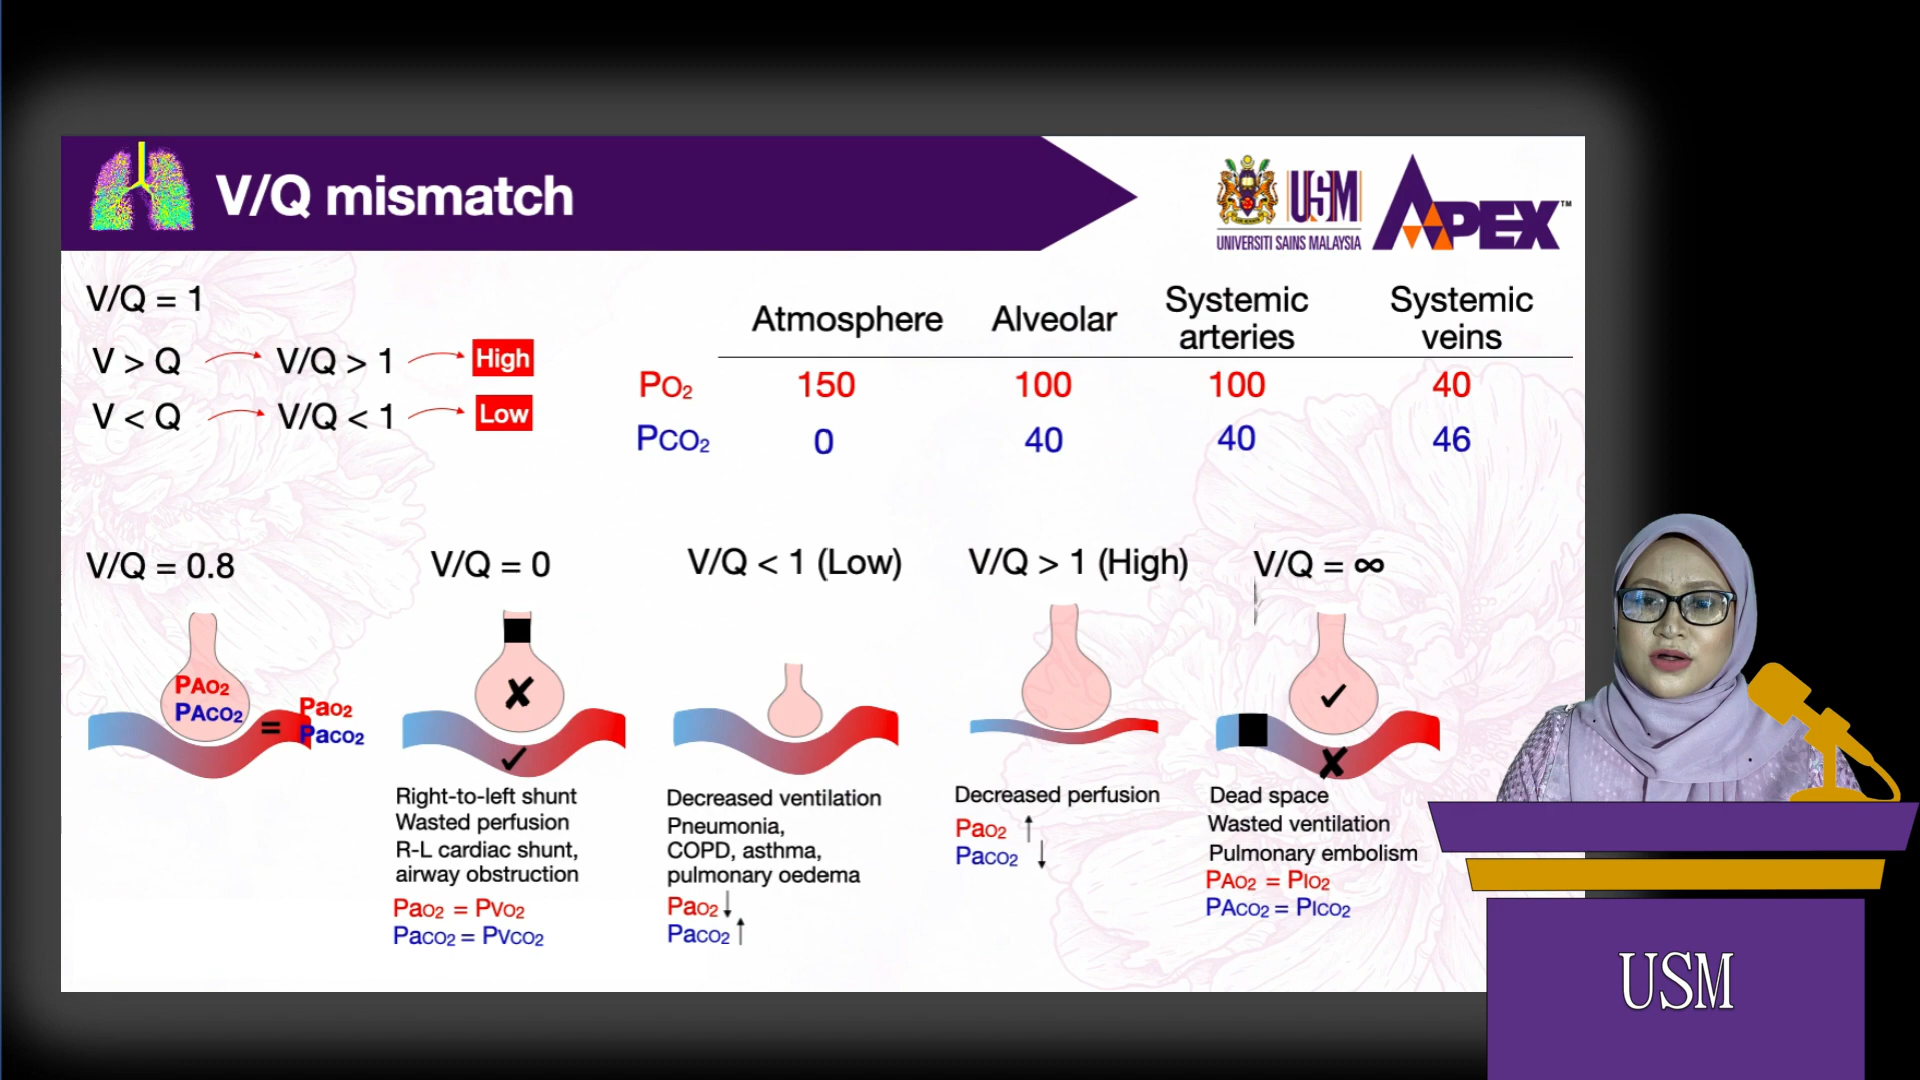 V/Q mismatch
USM
UNIVERSITI SAINS MALAYSIA
APEX™
V/Q = 1
V > Q V/Q > 1 High
V < Q V/Q < 1 Low
Atmosphere Alveolar Systemic arteries Systemic veins
PO₂ 150 100 100 40
PCO₂ 0 40 40 46
V/Q = 0.8
PAO₂
PACO₂
=
PaO₂
PaCO₂
V/Q = 0
✘
✓
Right-to-left shunt
Wasted perfusion
R-L cardiac shunt,
airway obstruction
PaO₂ = PVO₂
PaCO₂ = PVCO₂
V/Q < 1 (Low)
Decreased ventilation
Pneumonia,
COPD, asthma,
pulmonary oedema
PaO₂ ↓
PaCO₂ ↑
V/Q > 1 (High)
Decreased perfusion
PaO₂ ↑
PaCO₂ ↓
V/Q = ∞
✓
✘
Dead space
Wasted ventilation
Pulmonary embolism
PAO₂ = PIO₂
PACO₂ = PICO₂
USM